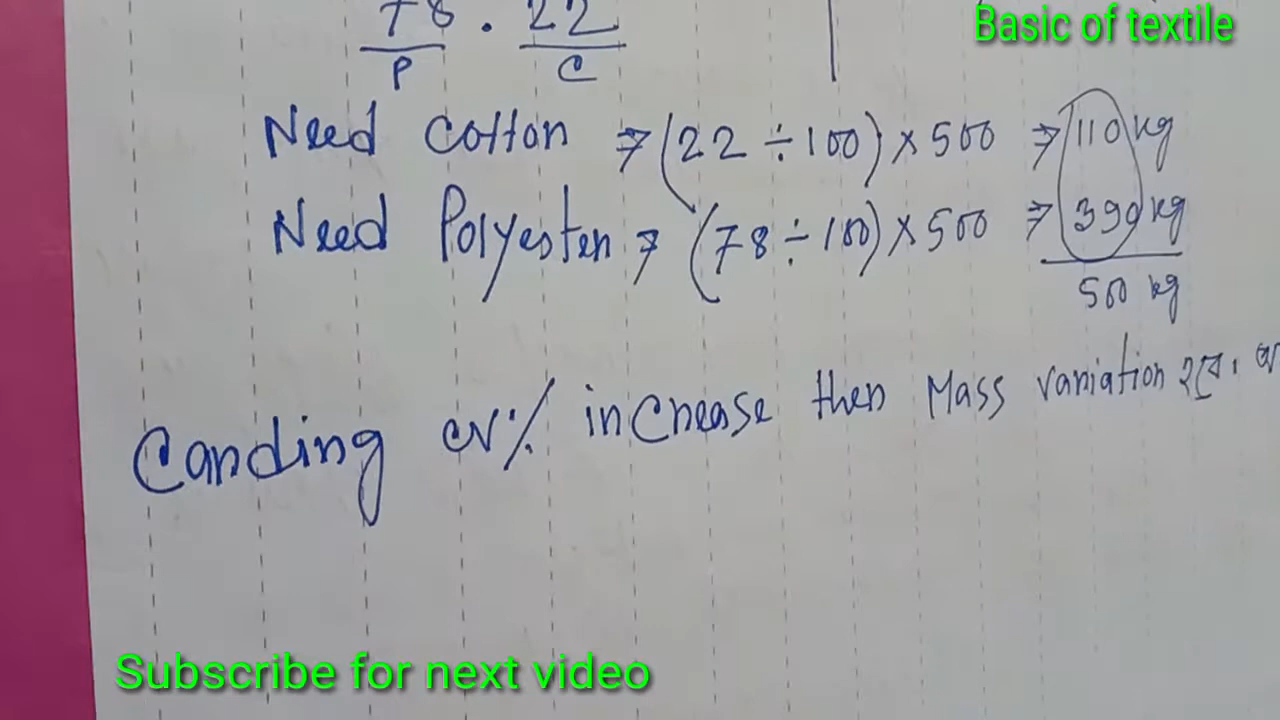 Basic of textile
78 : 22
P C
Need Cotton ⇒ (22 ÷ 100) × 500 ⇒ 110 kg
Need Polyester ⇒ (78 ÷ 100) × 500 ⇒ 390 kg
500 kg
Carding CV% increase then Mass variation হবে।
Subscribe for next video